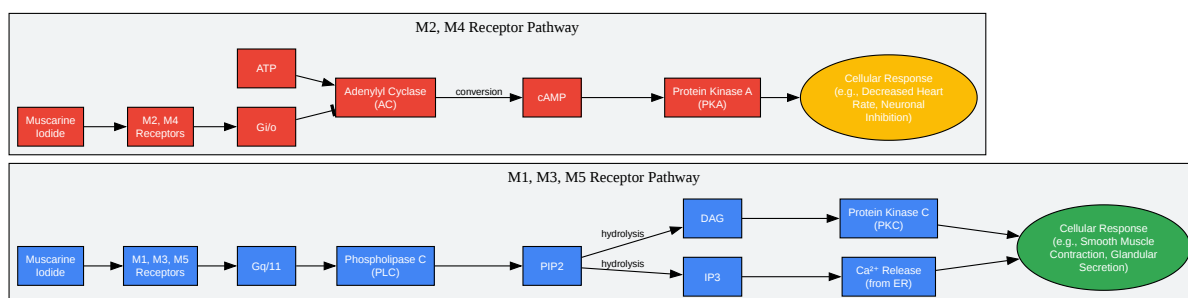 M2, M4 Receptor Pathway
ATP
Adenylyl Cyclase
(AC)
conversion
cAMP
Protein Kinase A
(PKA)
Cellular Response
(e.g., Decreased Heart
Rate, Neuronal
Inhibition)
Muscarine
Iodide
M2, M4
Receptors
Gi/o
M1, M3, M5 Receptor Pathway
Muscarine
Iodide
M1, M3, M5
Receptors
Gq/11
Phospholipase C
(PLC)
PIP2
hydrolysis
hydrolysis
DAG
Protein Kinase C
(PKC)
IP3
Ca²⁺ Release
(from ER)
Cellular Response
(e.g., Smooth Muscle
Contraction, Glandular
Secretion)